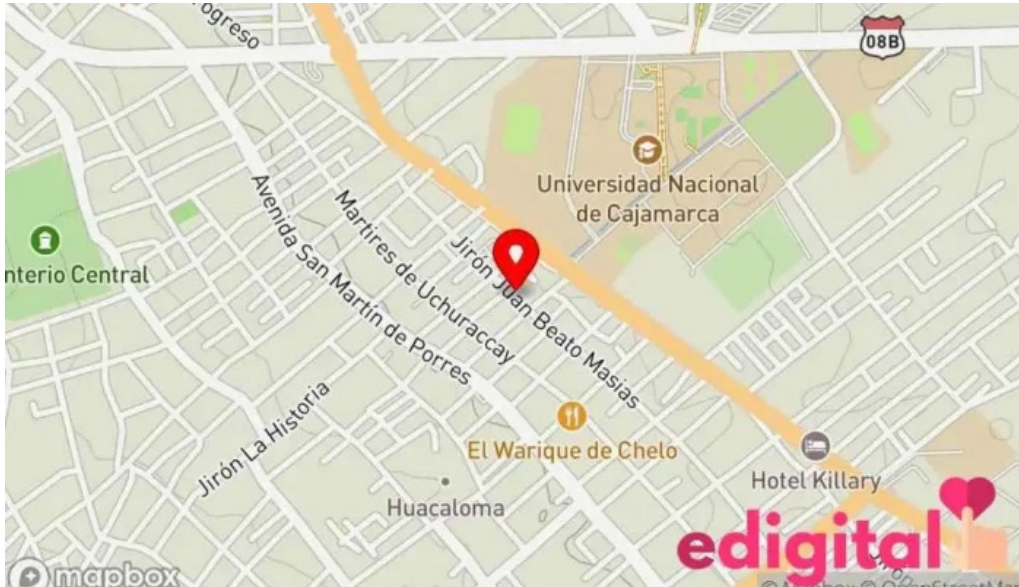 ogreso
08B
Universidad Nacional
de Cajamarca
Avenida San Martín de Porres
Martires de Uchuraccay
Jirón Juan Beato Masias
nterio Central
Jirón La Historia
El Warique de Chelo
Huacaloma
Hotel Killary
edigital
mapbox